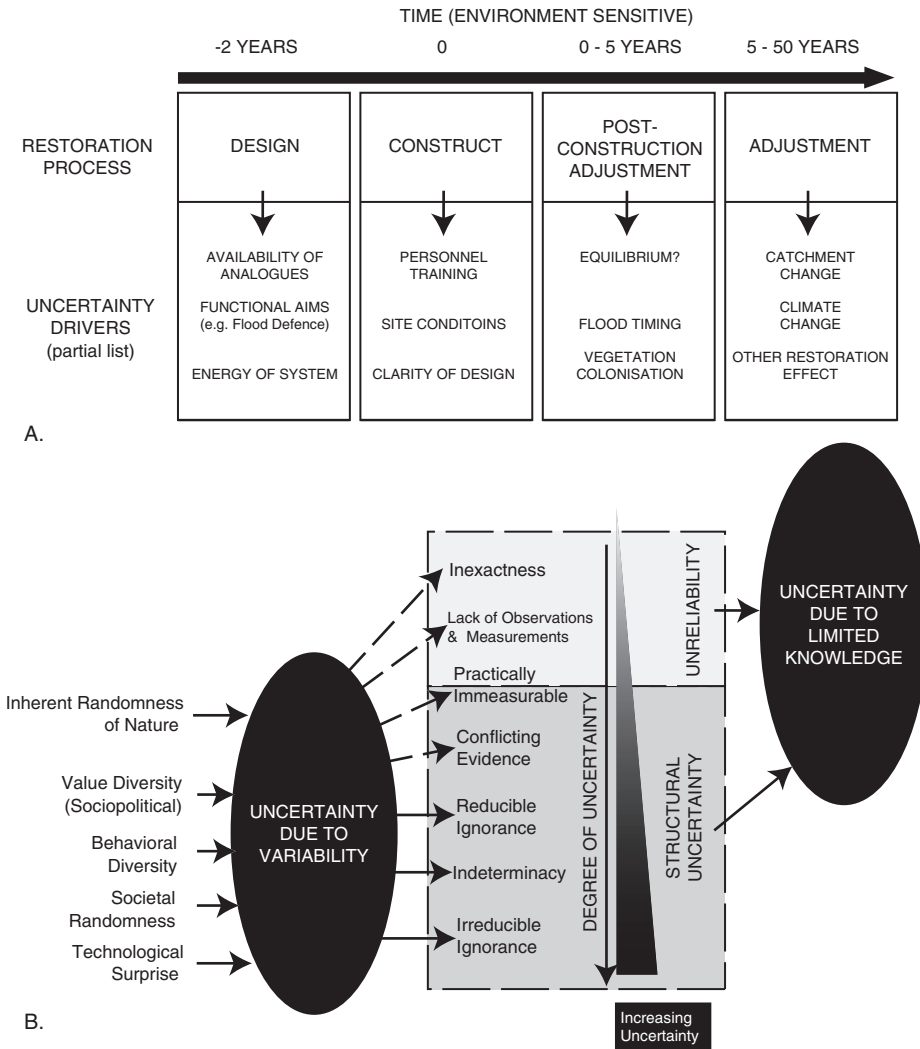 TIME (ENVIRONMENT SENSITIVE)
-2 YEARS
0
0 - 5 YEARS
5 - 50 YEARS
RESTORATION
PROCESS
DESIGN
CONSTRUCT
POST-
CONSTRUCTION
ADJUSTMENT
ADJUSTMENT
UNCERTAINTY
DRIVERS
(partial list)
AVAILABILITY OF
ANALOGUES
FUNCTIONAL AIMS
(e.g. Flood Defence)
ENERGY OF SYSTEM
PERSONNEL
TRAINING
SITE CONDITOINS
CLARITY OF DESIGN
EQUILIBRIUM?
FLOOD TIMING
VEGETATION
COLONISATION
CATCHMENT
CHANGE
CLIMATE
CHANGE
OTHER RESTORATION
EFFECT
A.
Inherent Randomness
of Nature
Value Diversity
(Sociopolitical)
Behavioral
Diversity
Societal
Randomness
Technological
Surprise
UNCERTAINTY
DUE TO
VARIABILITY
Inexactness
Lack of Observations
& Measurements
Practically
Immeasurable
Conflicting
Evidence
Reducible
Ignorance
Indeterminacy
Irreducible
Ignorance
DEGREE OF UNCERTAINTY
UNRELIABILITY
STRUCTURAL
UNCERTAINTY
UNCERTAINTY
DUE TO
LIMITED
KNOWLEDGE
Increasing
Uncertainty
B.